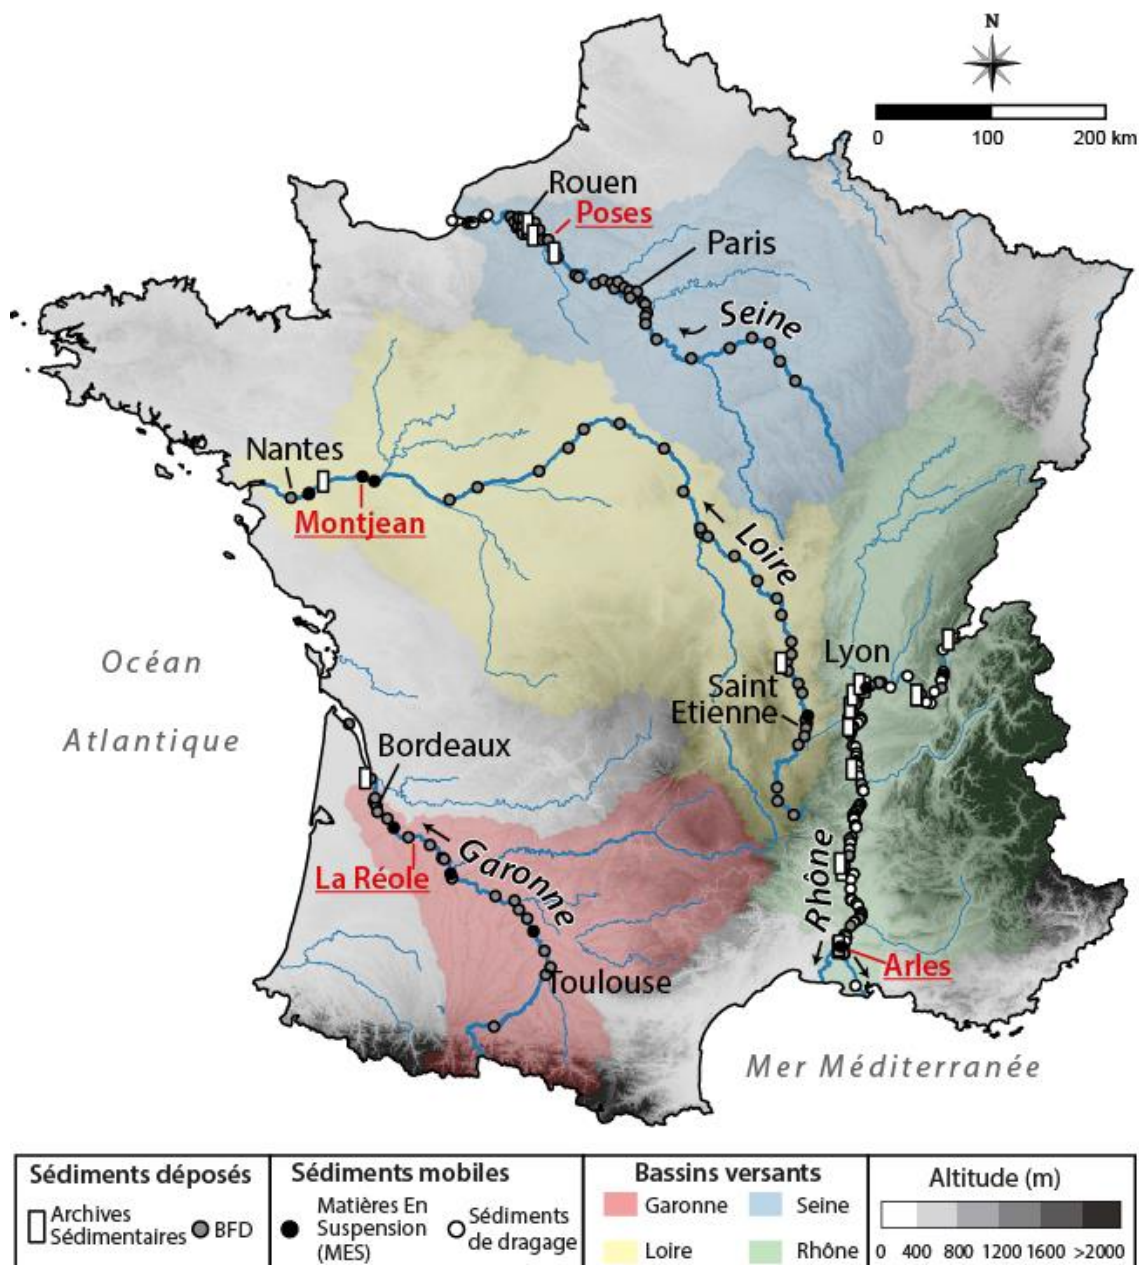 N
0 100 200 km
Rouen
Poses
Paris
Seine
Nantes
Montjean
Loire
Océan
Atlantique
Lyon
Saint
Etienne
Bordeaux
La Réole
Garonne
Toulouse
Rhône
Arles
Mer Méditerranée
Sédiments déposés
Archives
Sédimentaires
BFD
Sédiments mobiles
Matières En
Suspension
(MES)
Sédiments
de dragage
Bassins versants
Garonne
Seine
Loire
Rhône
Altitude (m)
0 400 800 1200 1600 >2000